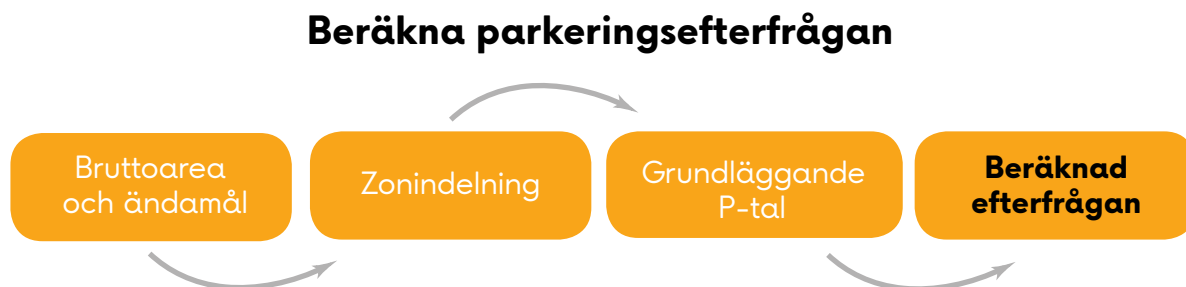 Beräkna parkeringsefterfrågan
Bruttoarea
och ändamål
Zonindelning
Grundläggande
P-tal
Beräknad
efterfrågan